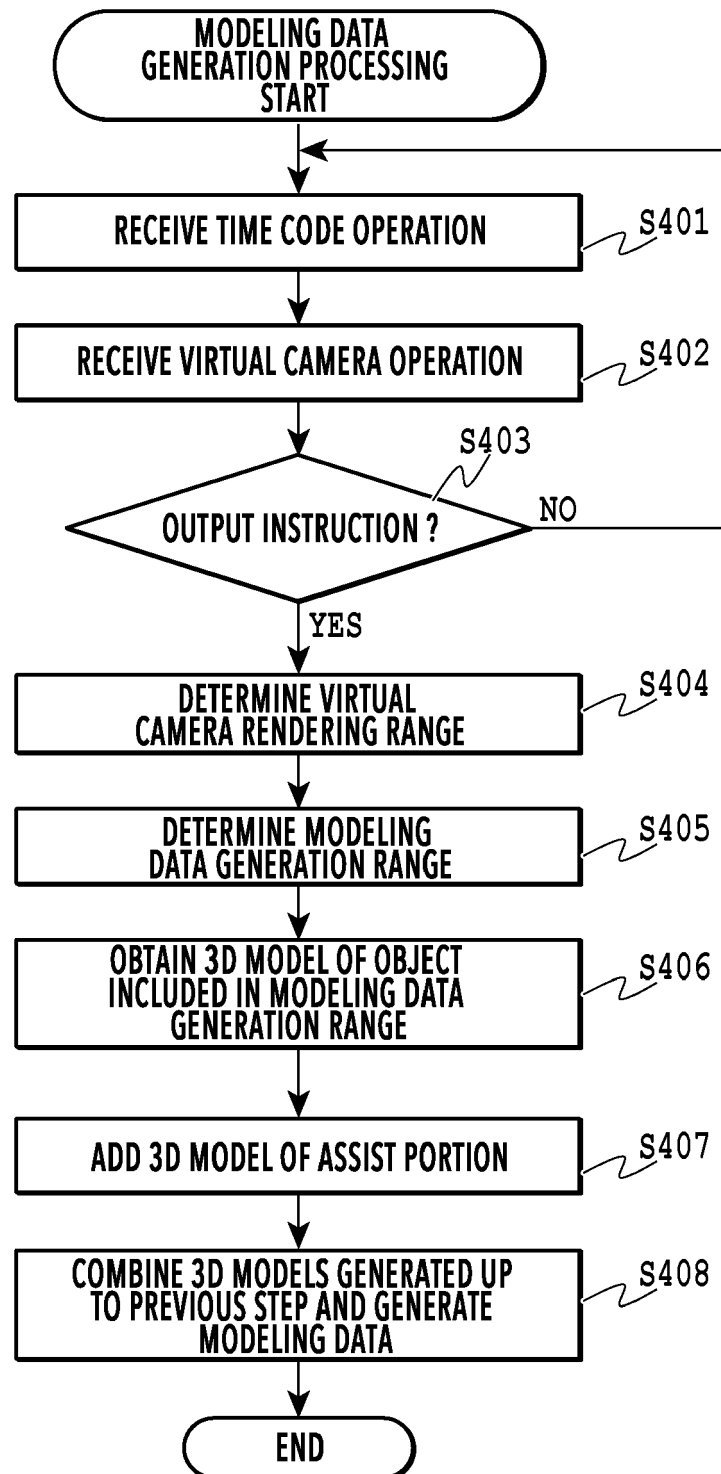 MODELING DATA
GENERATION PROCESSING
START
RECEIVE TIME CODE OPERATION
S401
RECEIVE VIRTUAL CAMERA OPERATION
S402
S403
OUTPUT INSTRUCTION ?
NO
YES
DETERMINE VIRTUAL
CAMERA RENDERING RANGE
S404
DETERMINE MODELING
DATA GENERATION RANGE
S405
OBTAIN 3D MODEL OF OBJECT
INCLUDED IN MODELING DATA
GENERATION RANGE
S406
ADD 3D MODEL OF ASSIST PORTION
S407
COMBINE 3D MODELS GENERATED UP
TO PREVIOUS STEP AND GENERATE
MODELING DATA
S408
END